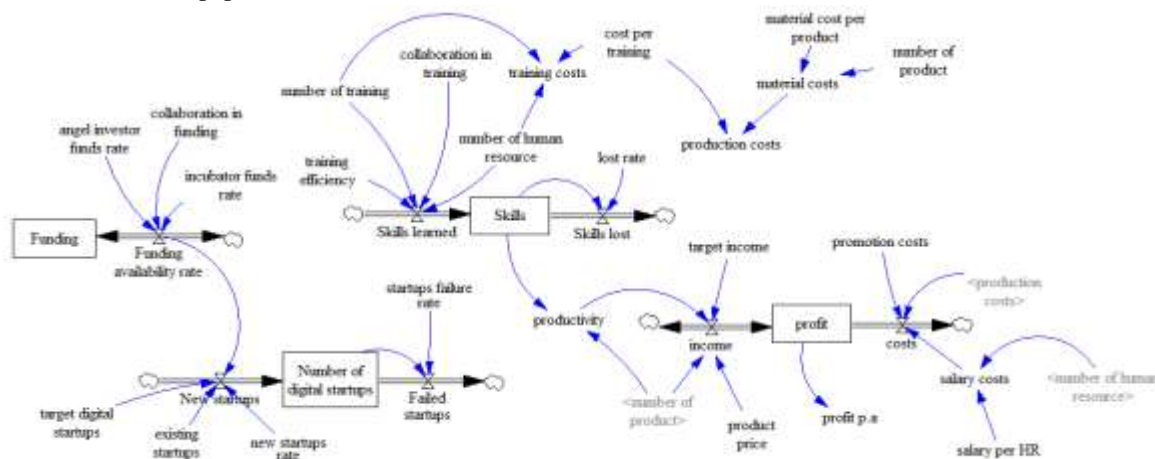 material cost per
product
number of
product
cost per
training
collaboration in
training
training costs
material costs
number of training
collaboration in
funding
angel investor
funds rate
number of human
resource
production costs
lost rate
training
efficiency
incubator funds
rate
Skills
Funding
Skills learned
Skills lost
Funding
availability rate
target income
promotion costs
<production
costs>
startups failure
rate
productivity
profit
income
costs
Number of
digital startups
New startups
Failed
startups
salary costs
<number of human
resource>
target digital
startups
existing
startups
new startups
rate
<number of
product>
product
price
profit p.a
salary per HR